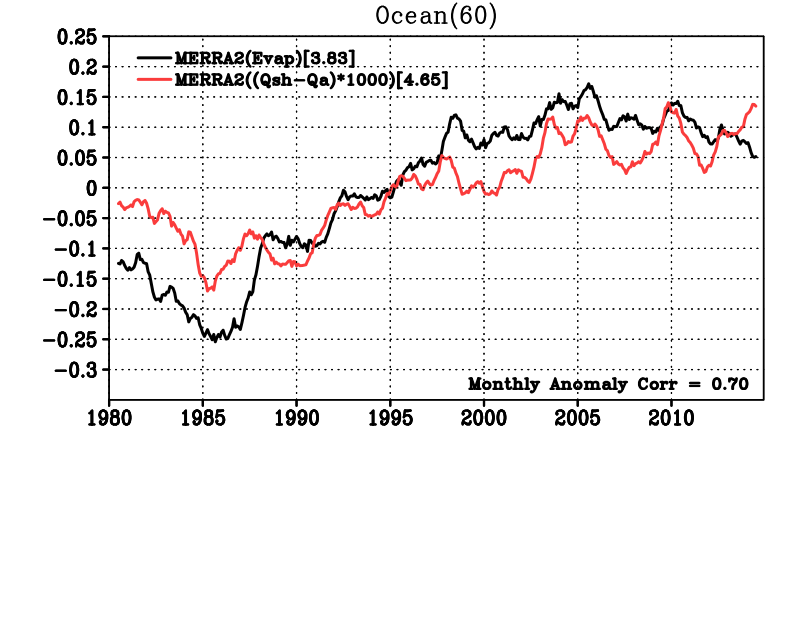 Ocean(60)
0.25
0.2
0.15
0.1
0.05
0
−0.05
−0.1
−0.15
−0.2
−0.25
−0.3
MERRA2(Evap)[3.83]
MERRA2((Qsh−Qa)*1000)[4.65]
Monthly Anomaly Corr = 0.70
1980 1985 1990 1995 2000 2005 2010